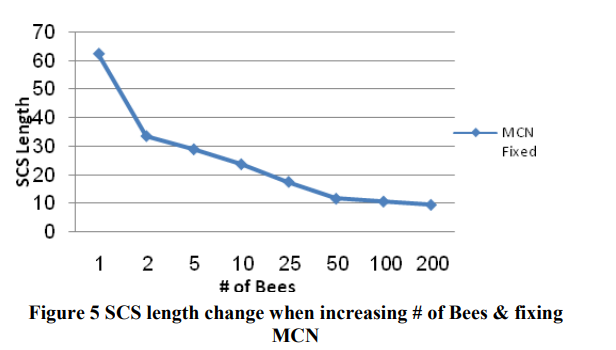 70
60
50
40
30
20
10
0
SCS Length
1 2 5 10 25 50 100 200
# of Bees
MCN
Fixed
Figure 5 SCS length change when increasing # of Bees & fixing
MCN